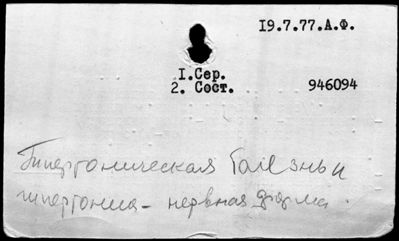 19.7.77.А.Ф.
1.Сер.
2. Сост.
946094
Гипертоническая болезнь и
гипертония - нервная форма.